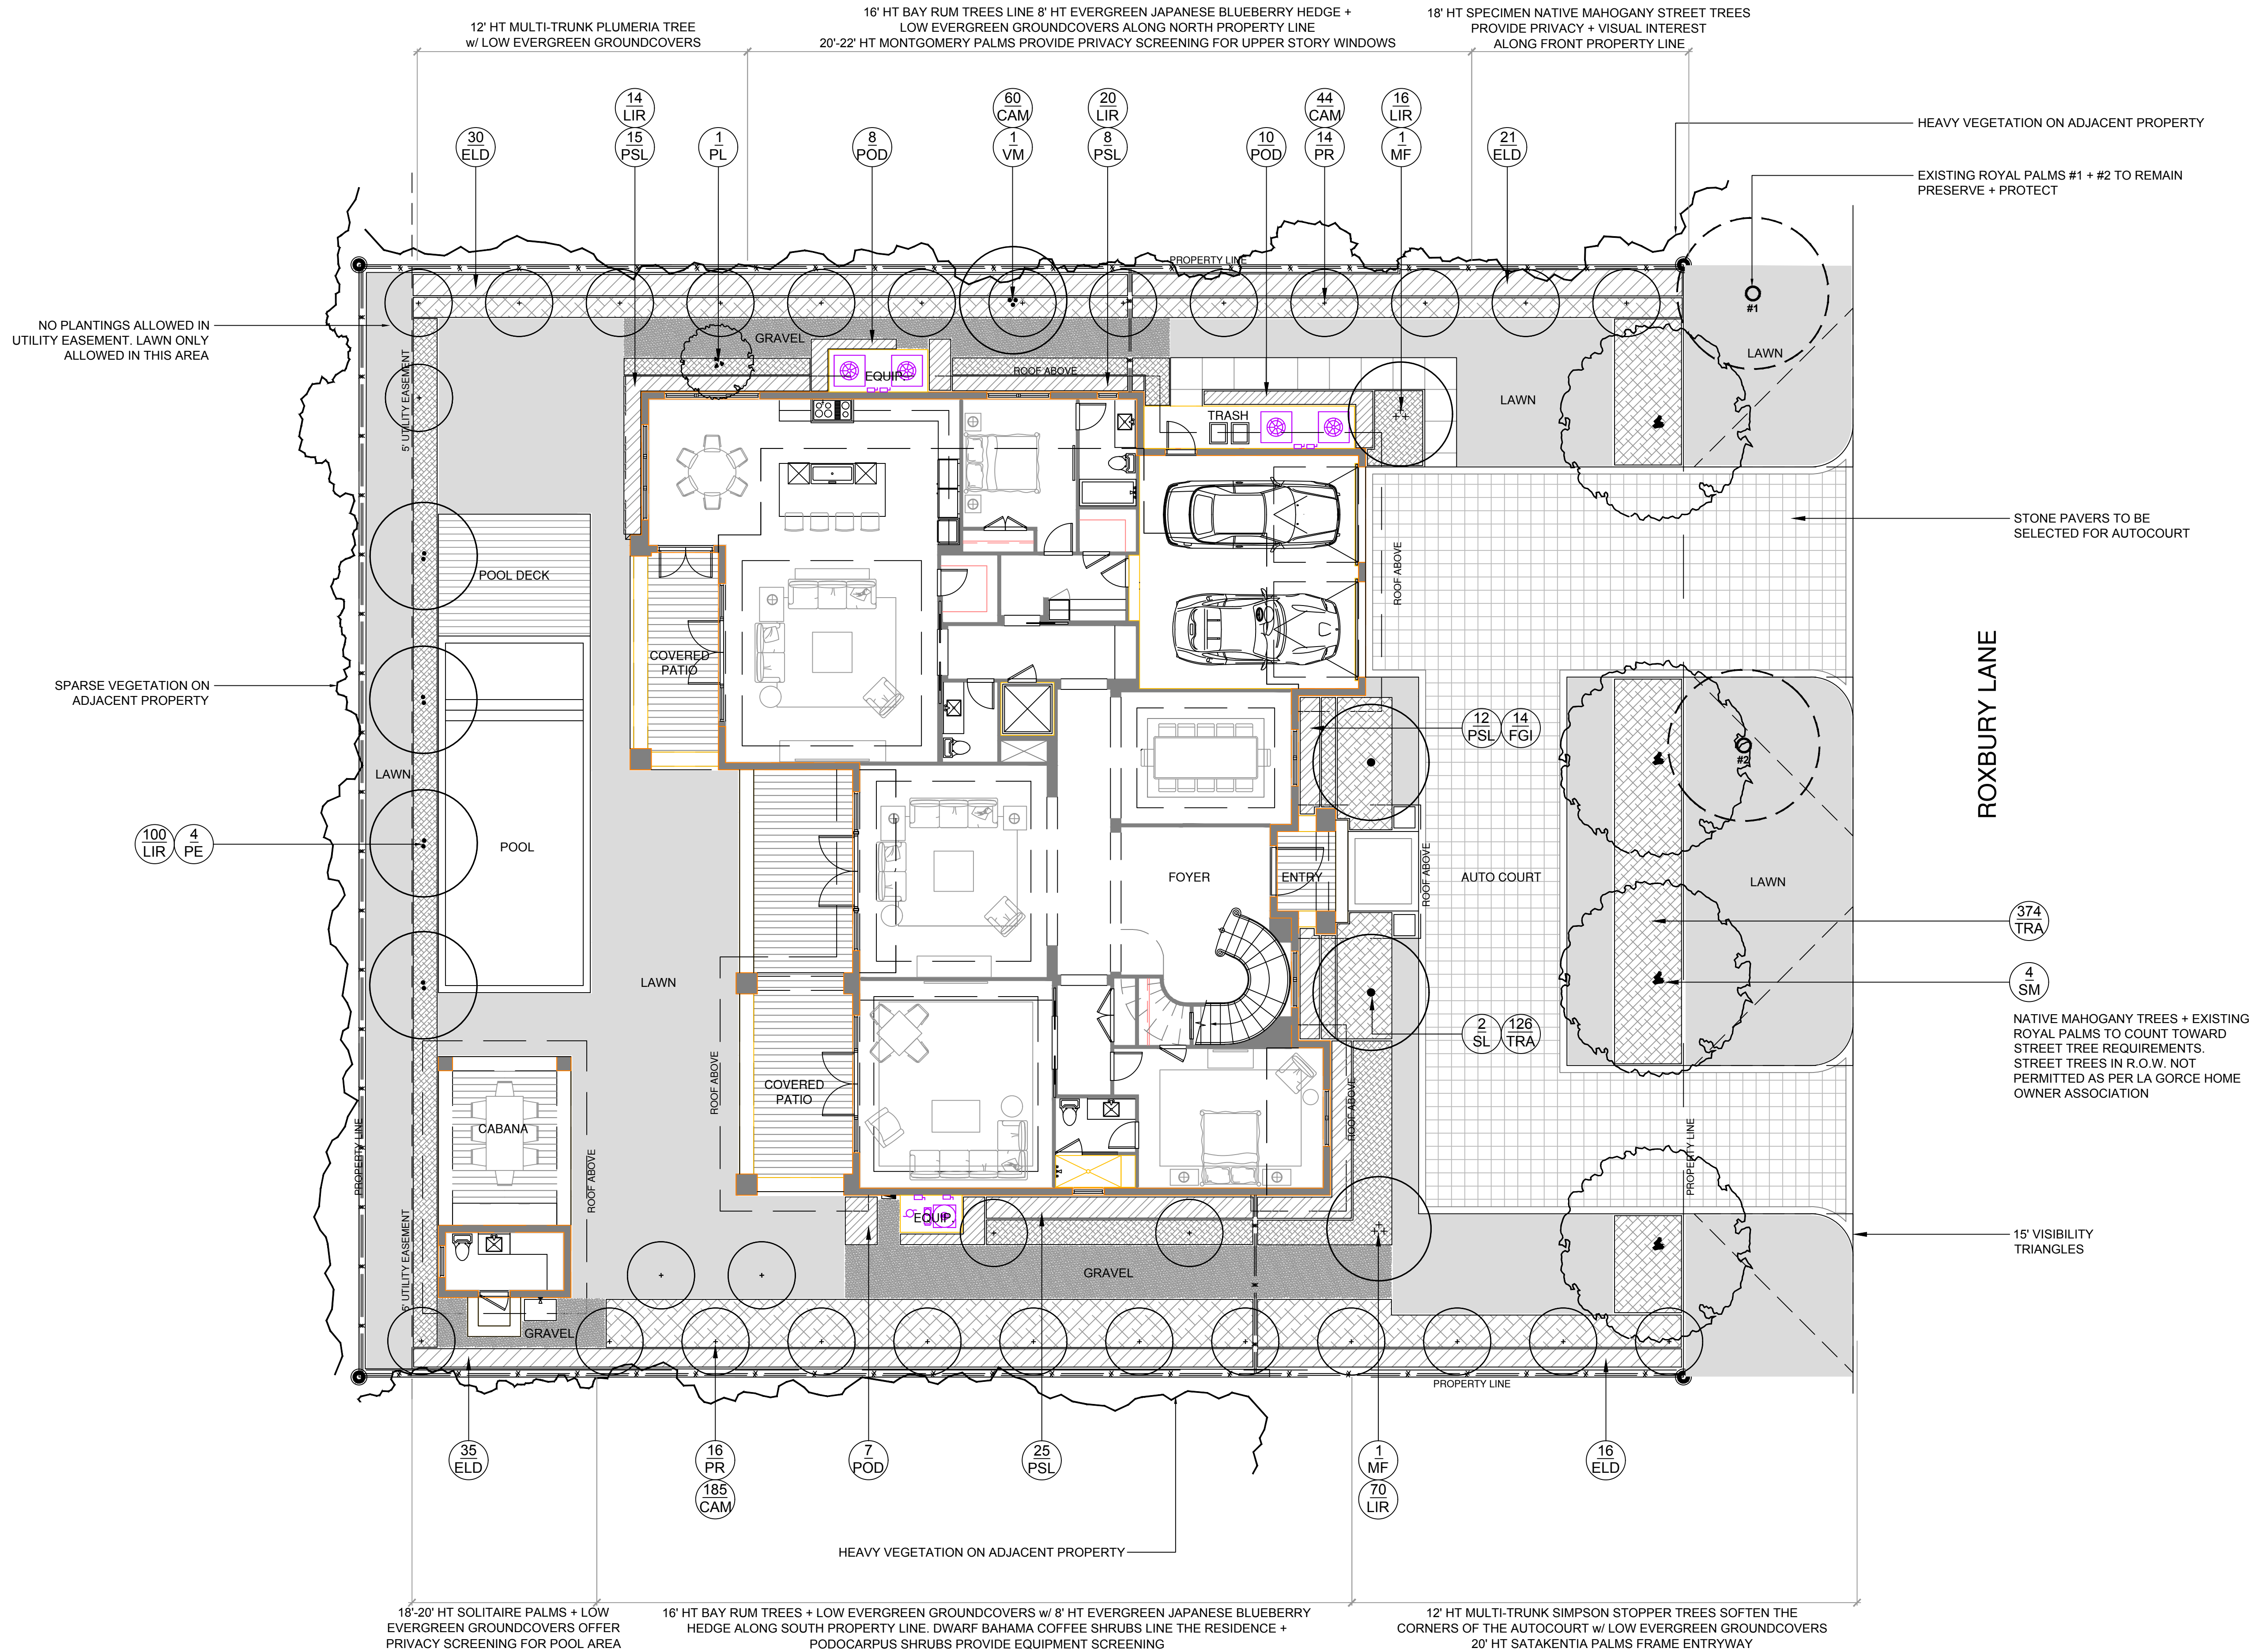 12' HT MULTI-TRUNK PLUMERIA TREE
w/ LOW EVERGREEN GROUNDCOVERS
16' HT BAY RUM TREES LINE 8' HT EVERGREEN JAPANESE BLUEBERRY HEDGE +
LOW EVERGREEN GROUNDCOVERS ALONG NORTH PROPERTY LINE
20'-22' HT MONTGOMERY PALMS PROVIDE PRIVACY SCREENING FOR UPPER STORY WINDOWS
18' HT SPECIMEN NATIVE MAHOGANY STREET TREES
PROVIDE PRIVACY + VISUAL INTEREST
ALONG FRONT PROPERTY LINE
30
ELD
14
LIR
15
PSL
1
PL
8
POD
60
CAM
1
VM
20
LIR
8
PSL
10
POD
44
CAM
14
PR
16
LIR
1
MF
21
ELD
HEAVY VEGETATION ON ADJACENT PROPERTY
EXISTING ROYAL PALMS #1 + #2 TO REMAIN
PRESERVE + PROTECT
PROPERTY LINE
#1
NO PLANTINGS ALLOWED IN
UTILITY EASEMENT. LAWN ONLY
ALLOWED IN THIS AREA
5' UTILITY EASEMENT
GRAVEL
EQUIP.
ROOF ABOVE
TRASH
LAWN
LAWN
STONE PAVERS TO BE
SELECTED FOR AUTOCOURT
POOL DECK
ROOF ABOVE
COVERED
PATIO
SPARSE VEGETATION ON
ADJACENT PROPERTY
ROXBURY LANE
12
PSL
14
FGI
#2
LAWN
100
LIR
4
PE
POOL
FOYER
ENTRY
ROOF ABOVE
AUTO COURT
LAWN
374
TRA
LAWN
4
SM
NATIVE MAHOGANY TREES + EXISTING
ROYAL PALMS TO COUNT TOWARD
STREET TREE REQUIREMENTS.
STREET TREES IN R.O.W. NOT
PERMITTED AS PER LA GORCE HOME
OWNER ASSOCIATION
2
SL
126
TRA
ROOF ABOVE
COVERED
PATIO
ROOF ABOVE
CABANA
PROPERTY LINE
ROOF ABOVE
PROPERTY LINE
5' UTILITY EASEMENT
EQUIP.
15' VISIBILITY
TRIANGLES
GRAVEL
GRAVEL
PROPERTY LINE
35
ELD
16
PR
185
CAM
7
POD
25
PSL
1
MF
70
LIR
16
ELD
HEAVY VEGETATION ON ADJACENT PROPERTY
18'-20' HT SOLITAIRE PALMS + LOW
EVERGREEN GROUNDCOVERS OFFER
PRIVACY SCREENING FOR POOL AREA
16' HT BAY RUM TREES + LOW EVERGREEN GROUNDCOVERS w/ 8' HT EVERGREEN JAPANESE BLUEBERRY
HEDGE ALONG SOUTH PROPERTY LINE. DWARF BAHAMA COFFEE SHRUBS LINE THE RESIDENCE +
PODOCARPUS SHRUBS PROVIDE EQUIPMENT SCREENING
12' HT MULTI-TRUNK SIMPSON STOPPER TREES SOFTEN THE
CORNERS OF THE AUTOCOURT w/ LOW EVERGREEN GROUNDCOVERS
20' HT SATAKENTIA PALMS FRAME ENTRYWAY